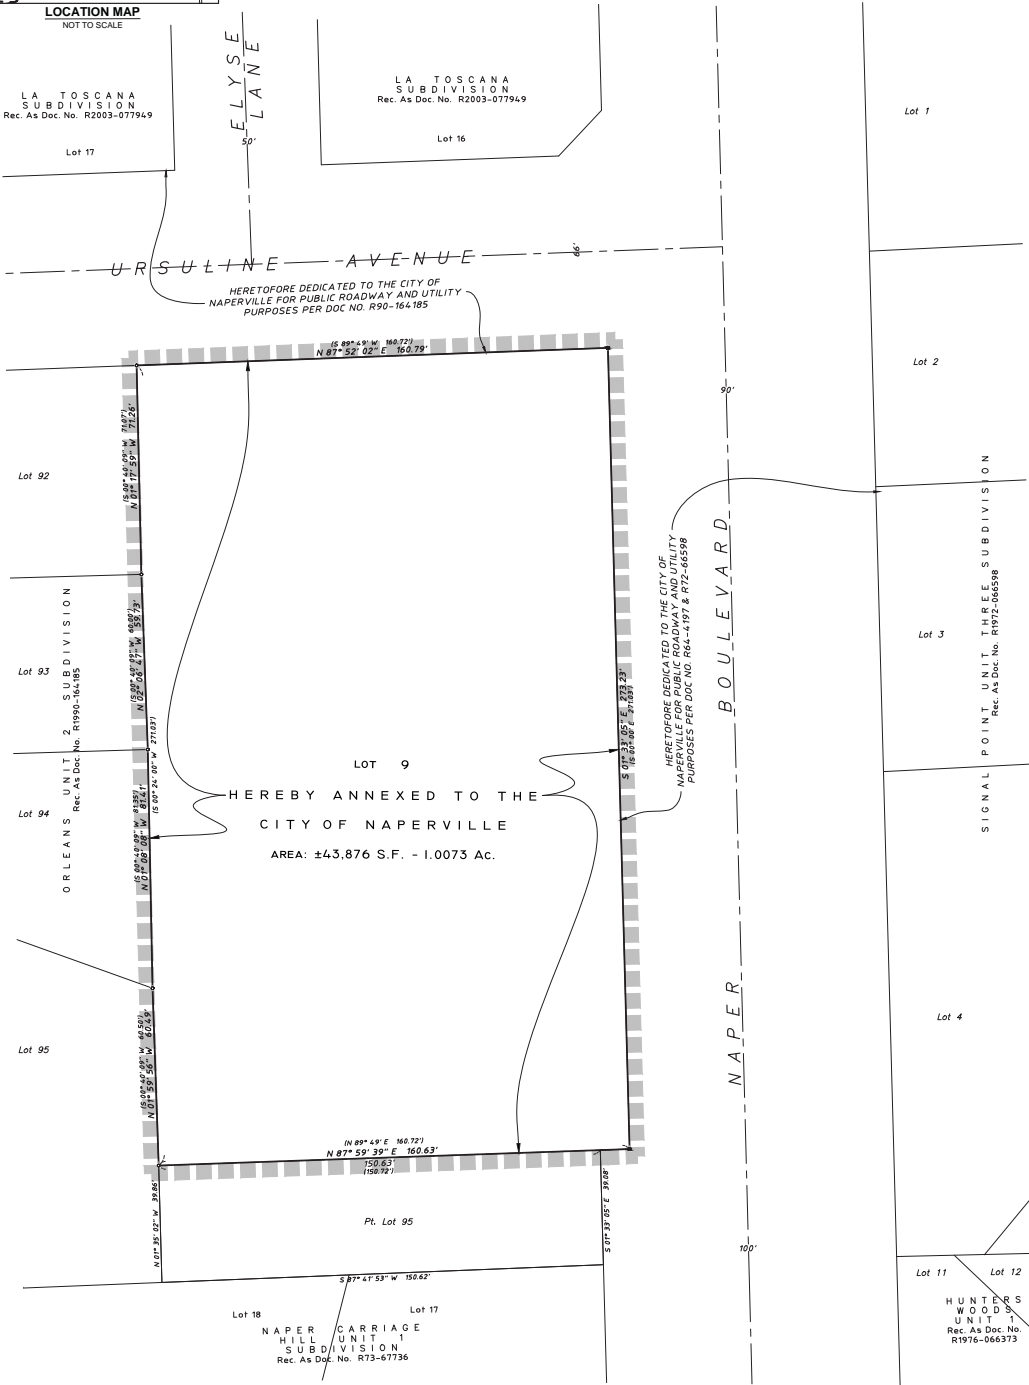 LOCATION MAP
NOT TO SCALE
LA TOSCANA
SUBDIVISION
Rec. As Doc. No. R2003-077949
Lot 17
ELYSE
LANE
50'
LA TOSCANA
SUBDIVISION
Rec. As Doc. No. R2003-077949
Lot 16
Lot 1
URSULINE AVENUE
66'
HERETOFORE DEDICATED TO THE CITY OF
NAPERVILLE FOR PUBLIC ROADWAY AND UTILITY
PURPOSES PER DOC NO. R90-164185
(S 89° 49' W 160.72')
N 87° 52' 02" E 160.79'
Lot 2
90'
(S 00° 40' 09" W 71.07')
N 01° 17' 59" W 71.26'
Lot 92
(S 00° 40' 09" W 60.00')
N 02° 06' 47" W 59.73'
Lot 93
ORLEANS UNIT 2 SUBDIVISION
Rec. As Doc. No. R1990-164185
(S 00° 24' 00" W 271.03')
(S 00° 40' 09" W 81.35')
N 01° 08' 08" W 81.41'
Lot 94
(S 00° 40' 09" W 60.50')
N 01° 59' 56" W 60.49'
Lot 95
LOT 9
HEREBY ANNEXED TO THE
CITY OF NAPERVILLE
AREA: ±43,876 S.F. - 1.0073 Ac.
S 01° 33' 05" E 273.23'
(S 00° 00' E 271.03')
HERETOFORE DEDICATED TO THE CITY OF
NAPERVILLE FOR PUBLIC ROADWAY AND UTILITY
PURPOSES PER DOC NO. R64-4197 & R72-66598
NAPER BOULEVARD
Lot 3
SIGNAL POINT UNIT THREE SUBDIVISION
Rec. As Doc. No. R1972-066598
Lot 4
(N 89° 49' E 160.72')
N 87° 59' 39" E 160.63'
150.63'
(150.72')
N 01° 35' 02" W 39.86'
Pt. Lot 95
S 01° 33' 05" E 39.08'
S 87° 41' 53" W 150.62'
100'
Lot 18
Lot 17
NAPER CARRIAGE
HILL UNIT 1
SUBDIVISION
Rec. As Doc. No. R73-67736
Lot 11
Lot 12
HUNTERS
WOODS
UNIT 1
Rec. As Doc. No.
R1976-066373